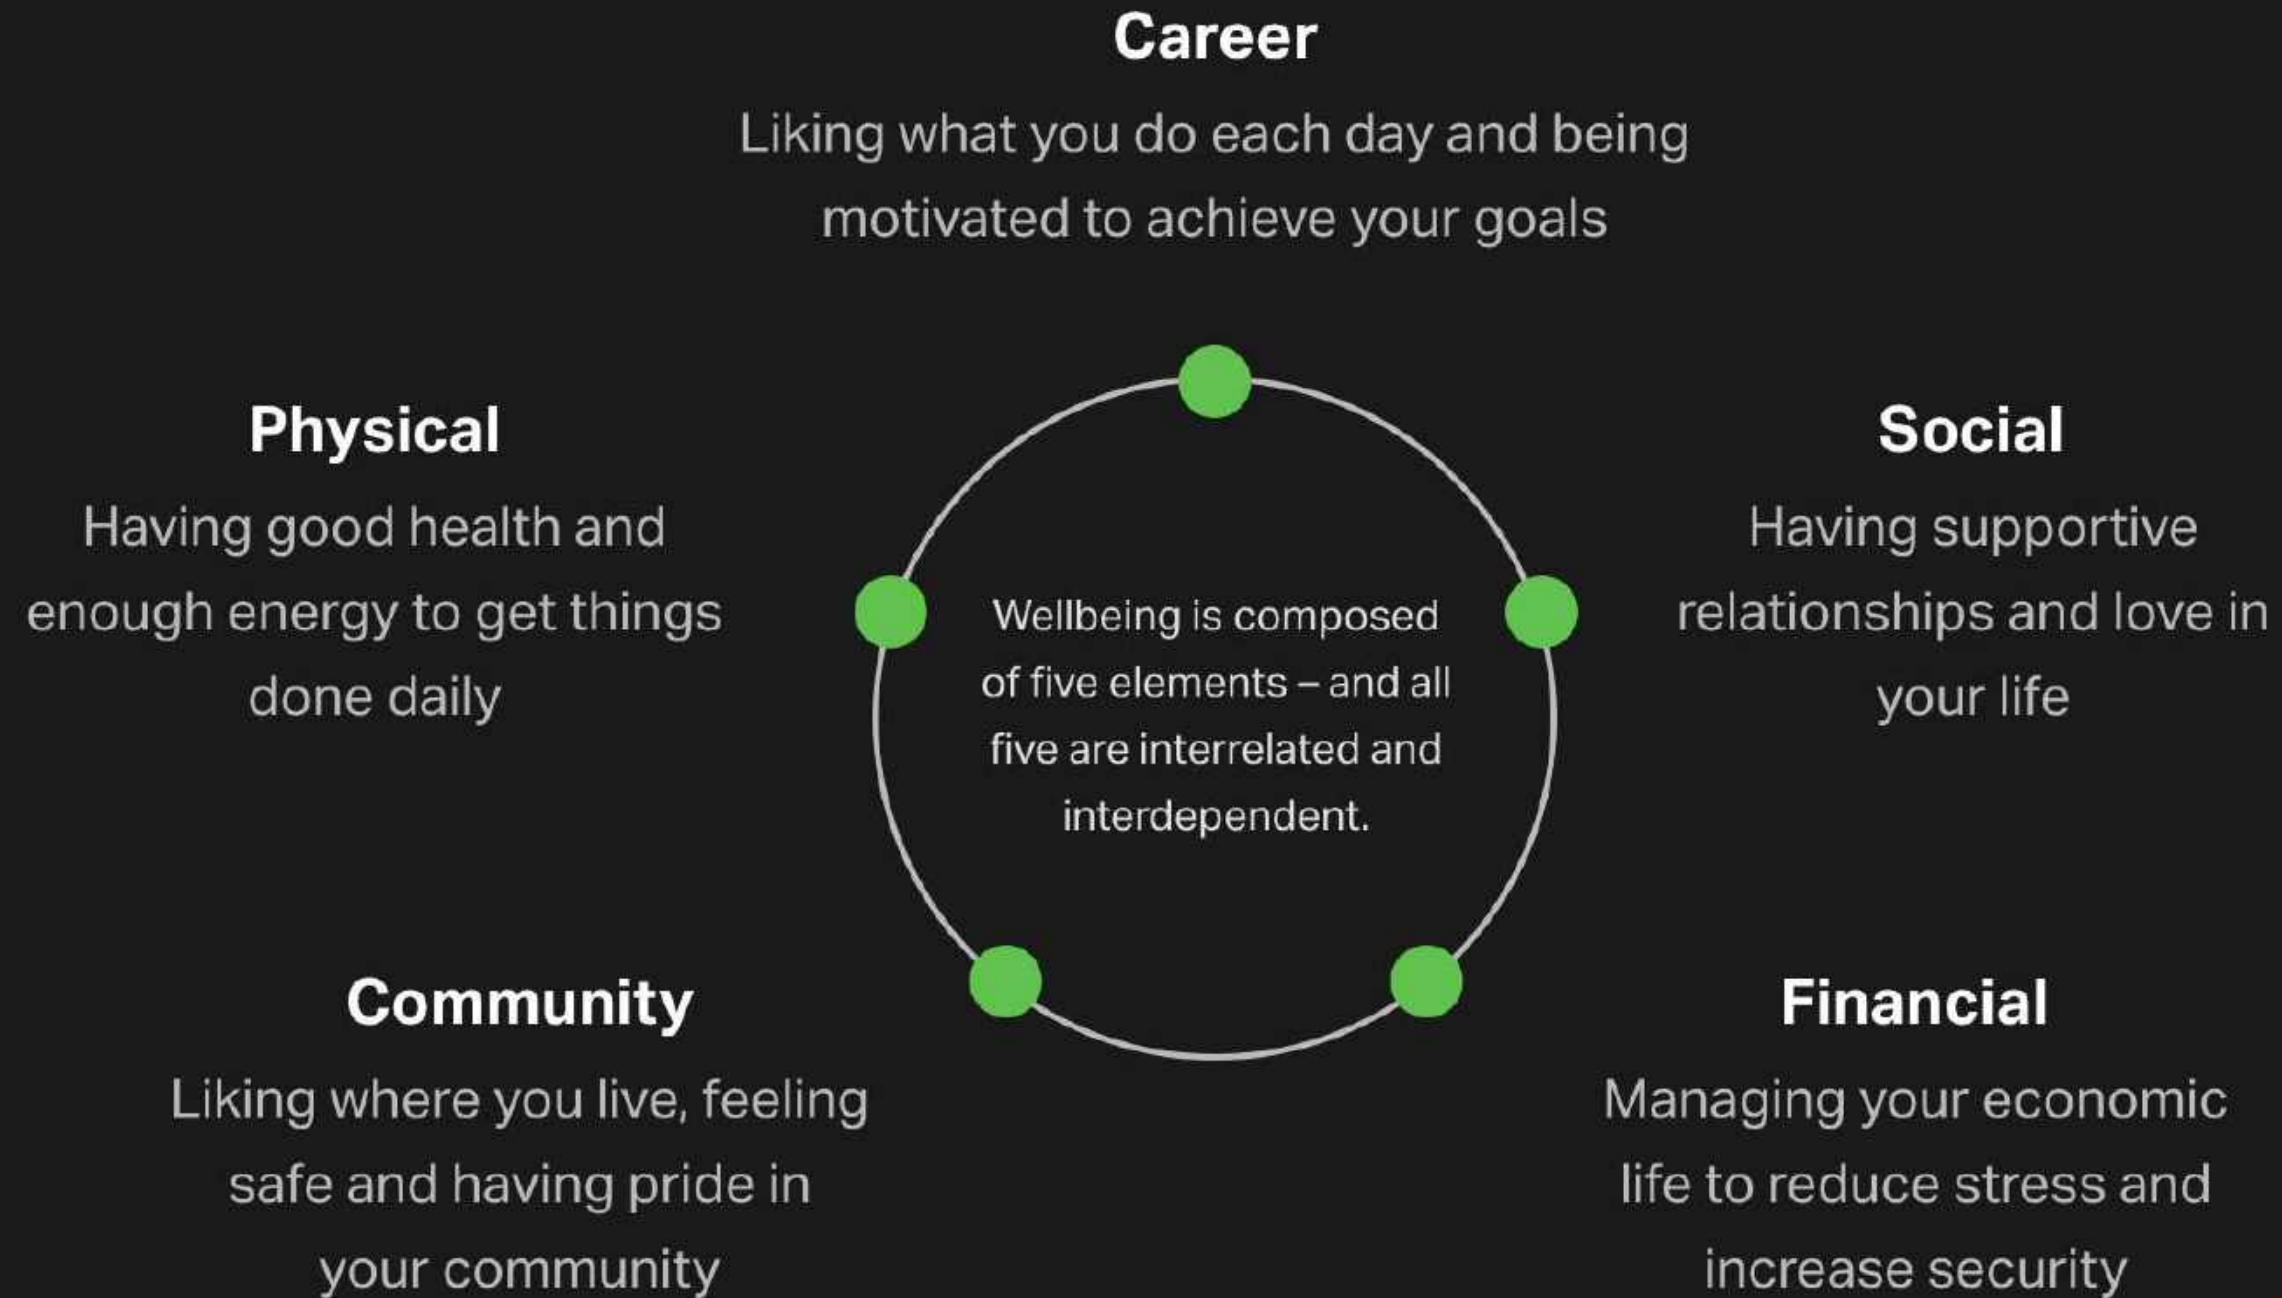 Career
Liking what you do each day and being
motivated to achieve your goals
Physical
Having good health and
enough energy to get things
done daily
Social
Having supportive
relationships and love in
your life
Wellbeing is composed
of five elements – and all
five are interrelated and
interdependent.
Community
Liking where you live, feeling
safe and having pride in
your community
Financial
Managing your economic
life to reduce stress and
increase security